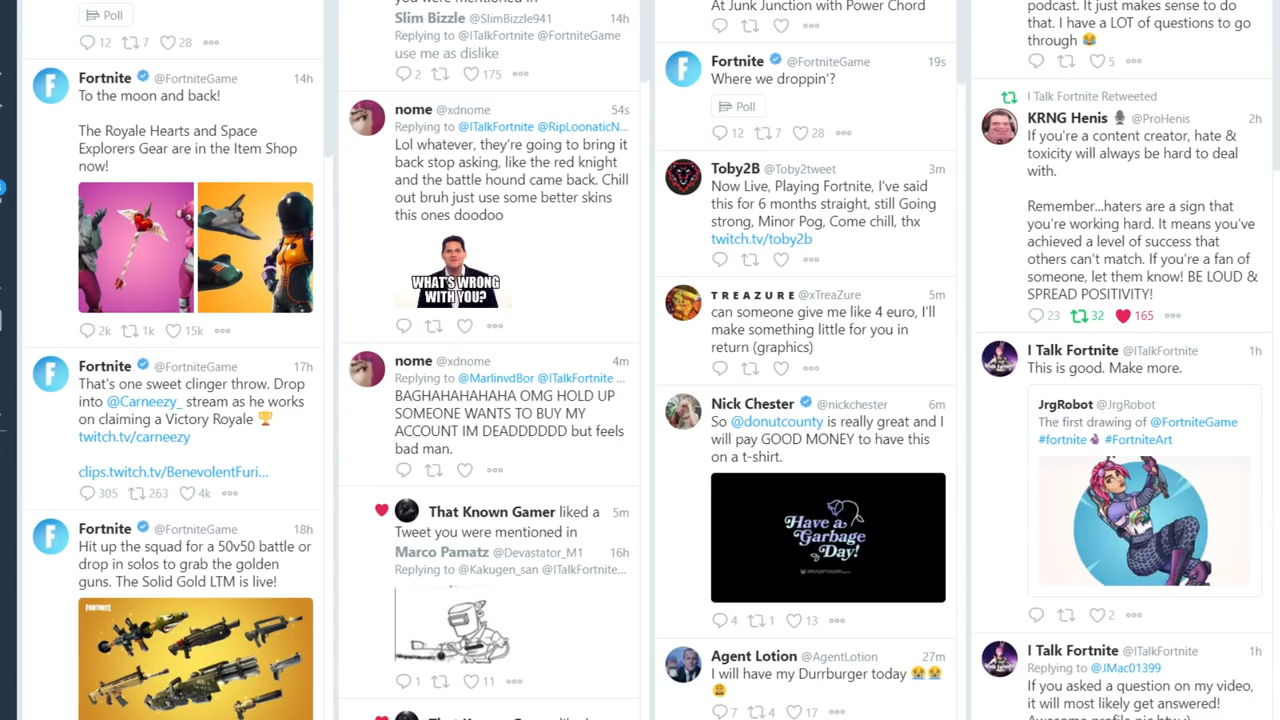 Poll
12 7 28
Fortnite @FortniteGame 14h
To the moon and back!
The Royale Hearts and Space
Explorers Gear are in the Item Shop
now!
2k 1k 15k
Fortnite @FortniteGame 17h
That's one sweet clinger throw. Drop
into @Carneezy_ stream as he works
on claiming a Victory Royale 🏆
twitch.tv/carneezy
clips.twitch.tv/BenevolentFuri...
305 263 4k
Fortnite @FortniteGame 18h
Hit up the squad for a 50v50 battle or
drop in solos to grab the golden
guns. The Solid Gold LTM is live!
FORTNITE
you were mentioned in
Slim Bizzle @SlimBizzle941 14h
Replying to @ITalkFortnite @FortniteGame
use me as dislike
2 175
nome @xdnome 54s
Replying to @ITalkFortnite @RipLoonaticN...
Lol whatever, they're going to bring it
back stop asking, like the red knight
and the battle hound came back. Chill
out bruh just use some better skins
this ones doodoo
WHAT'S WRONG
WITH YOU?
nome @xdnome 4m
Replying to @MarlinvdBor @ITalkFortnite ...
BAGHAHAHAHAHA OMG HOLD UP
SOMEONE WANTS TO BUY MY
ACCOUNT IM DEADDDDDD but feels
bad man.
That Known Gamer liked a 5m
Tweet you were mentioned in
Marco Pamatz @Devastator_M1 16h
Replying to @Kakugen_san @ITalkFortnite...
1 11
That Known Gamer liked a
At Junk Junction with Power Chord
Fortnite @FortniteGame 19s
Where we droppin'?
Poll
12 7 28
Toby2B @Toby2tweet 3m
Now Live, Playing Fortnite, I've said
this for 6 months straight, still Going
strong, Minor Pog, Come chill, thx
twitch.tv/toby2b
T R E A Z U R E @xTreaZure 5m
can someone give me like 4 euro, I'll
make something little for you in
return (graphics)
Nick Chester @nickchester 6m
So @donutcounty is really great and I
will pay GOOD MONEY to have this
on a t-shirt.
Have a
Garbage
Day!
4 1 13
Agent Lotion @AgentLotion 27m
I will have my Durrburger today 😭😭
😩
7 4 17
podcast. It just makes sense to do
that. I have a LOT of questions to go
through 😂
5
I Talk Fortnite Retweeted
KRNG Henis 🎙 @ProHenis 2h
If you're a content creator, hate &
toxicity will always be hard to deal
with.
Remember...haters are a sign that
you're working hard. It means you've
achieved a level of success that
others can't match. If you're a fan of
someone, let them know! BE LOUD &
SPREAD POSITIVITY!
23 32 165
I Talk Fortnite @ITalkFortnite 1h
This is good. Make more.
JrgRobot @JrgRobot
The first drawing of @FortniteGame
#fortnite #FortniteArt
2
I Talk Fortnite @ITalkFortnite 1h
Replying to @JMac01399
If you asked a question on my video,
it will most likely get answered!
Awesome profile pic btw:)